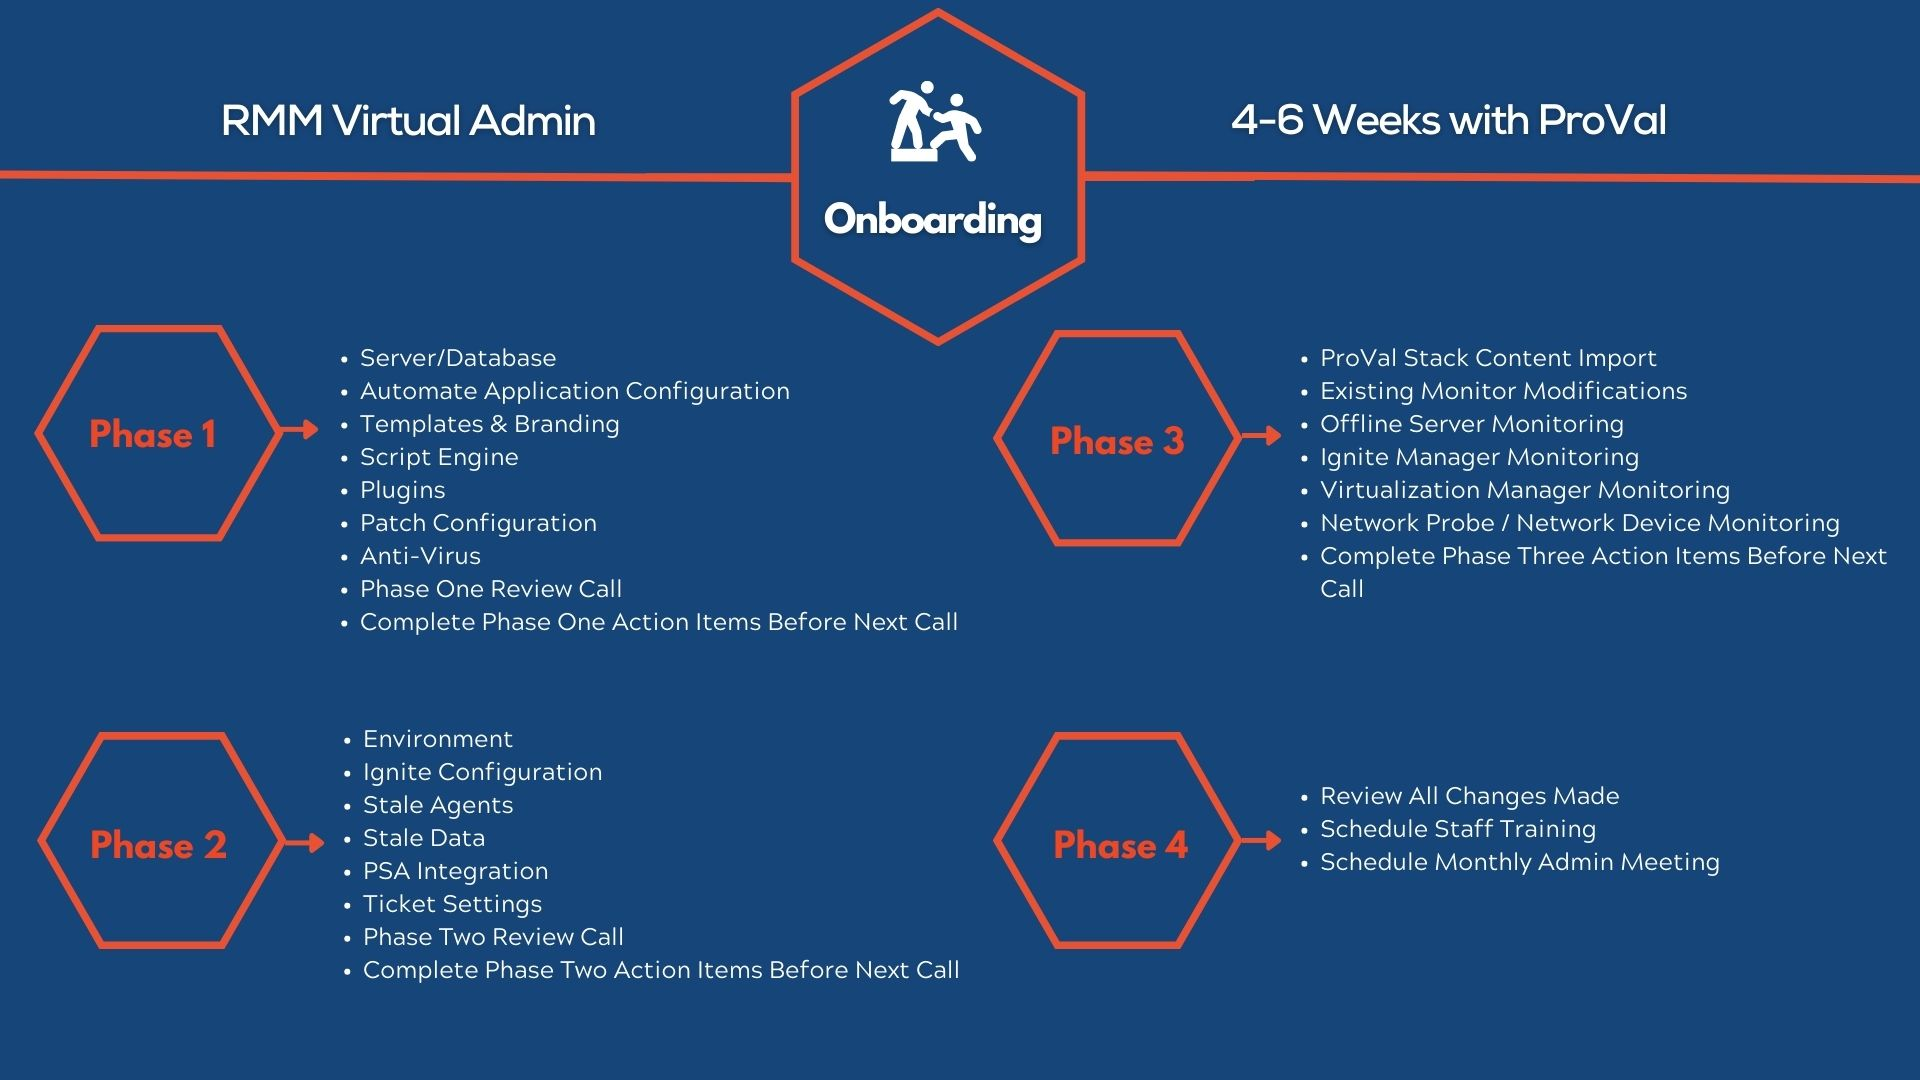 RMM Virtual Admin
Onboarding
4-6 Weeks with ProVal
Phase 1
• Server/Database
• Automate Application Configuration
• Templates & Branding
• Script Engine
• Plugins
• Patch Configuration
• Anti-Virus
• Phase One Review Call
• Complete Phase One Action Items Before Next Call
Phase 2
• Environment
• Ignite Configuration
• Stale Agents
• Stale Data
• PSA Integration
• Ticket Settings
• Phase Two Review Call
• Complete Phase Two Action Items Before Next Call
Phase 3
• ProVal Stack Content Import
• Existing Monitor Modifications
• Offline Server Monitoring
• Ignite Manager Monitoring
• Virtualization Manager Monitoring
• Network Probe / Network Device Monitoring
• Complete Phase Three Action Items Before Next
Call
Phase 4
• Review All Changes Made
• Schedule Staff Training
• Schedule Monthly Admin Meeting